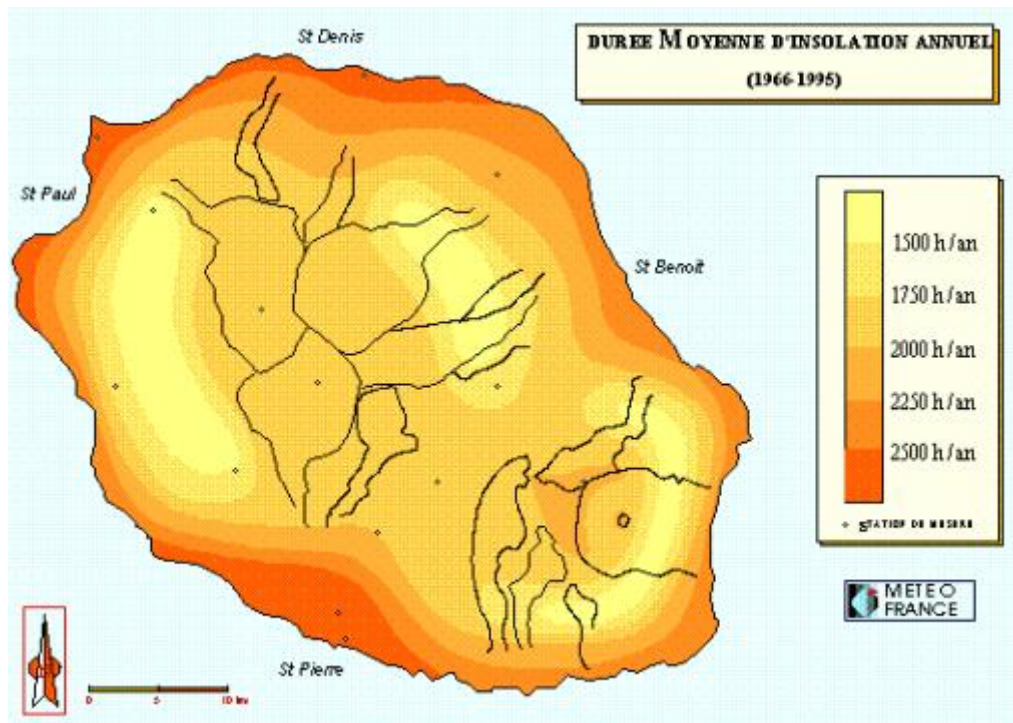 St Denis
DUREE MOYENNE D'INSOLATION ANNUEL
(1966-1995)
St Paul
St Benoit
1500 h/an
1750 h/an
2000 h/an
2250 h/an
2500 h/an
STATION DE MESURE
METEO
FRANCE
St Pierre
0 5 10 km